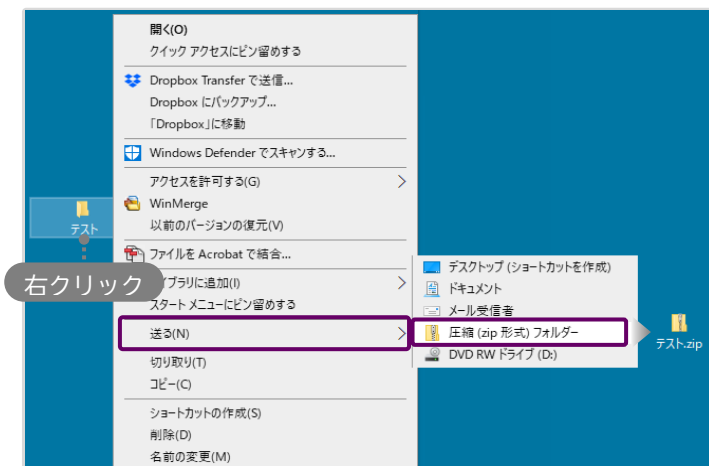 開く(O)
クイック アクセスにピン留めする
Dropbox Transfer で送信...
Dropbox にバックアップ...
「Dropbox」に移動
Windows Defender でスキャンする...
アクセスを許可する(G)
WinMerge
以前のバージョンの復元(V)
テスト
ファイルを Acrobat で結合...
右クリック
イブラリに追加(I)
スタート メニューにピン留めする
送る(N)
切り取り(T)
コピー(C)
ショートカットの作成(S)
削除(D)
名前の変更(M)
デスクトップ (ショートカットを作成)
ドキュメント
メール受信者
圧縮 (zip 形式) フォルダー
DVD RW ドライブ (D:)
テスト.zip